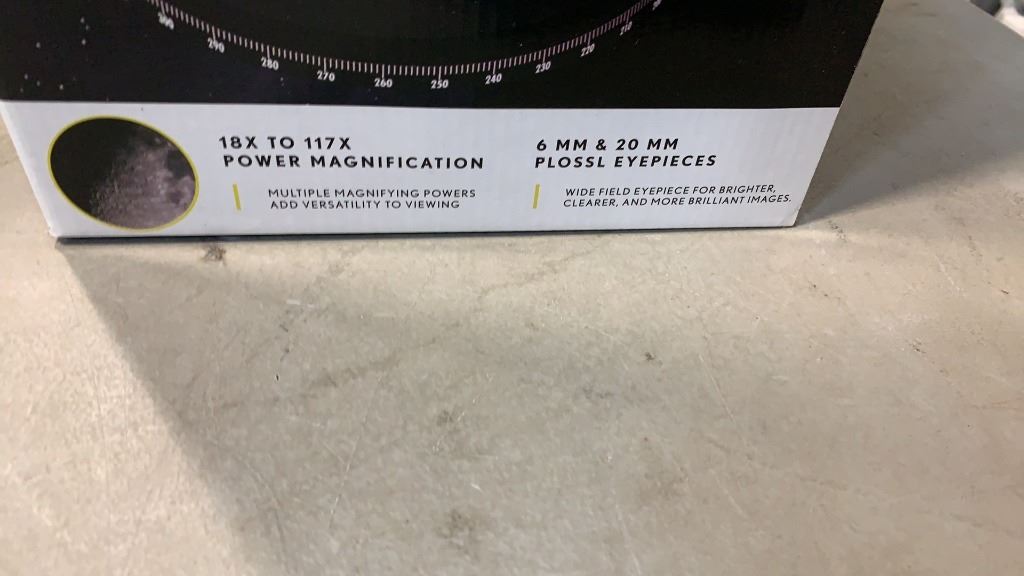 290
280
270
260
250
240
230
220
210
18X TO 117X
POWER MAGNIFICATION
MULTIPLE MAGNIFYING POWERS
ADD VERSATILITY TO VIEWING
6 MM & 20 MM
PLOSSL EYEPIECES
WIDE FIELD EYEPIECE FOR BRIGHTER,
CLEARER, AND MORE BRILLIANT IMAGES.